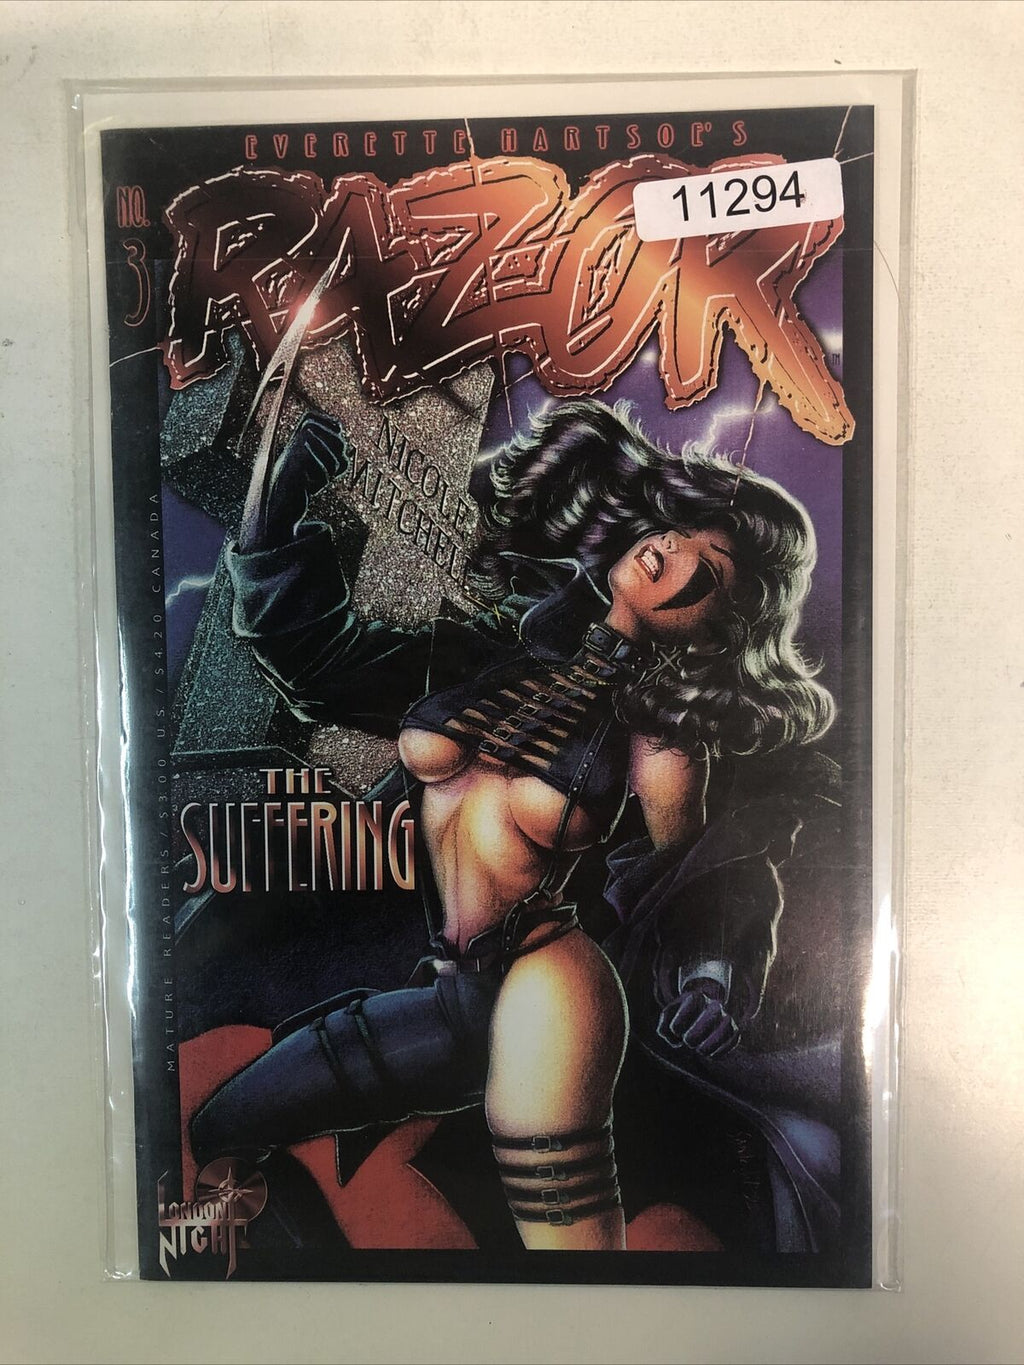 EVERETTE HARTSOE'S
NO.
3
RAZOR
TM
11294
NICOLE
MITCHELL
THE
SUFFERING
MATURE READERS / $3.00 U.S. / $4.20 CANADA
LONDON
NIGHT